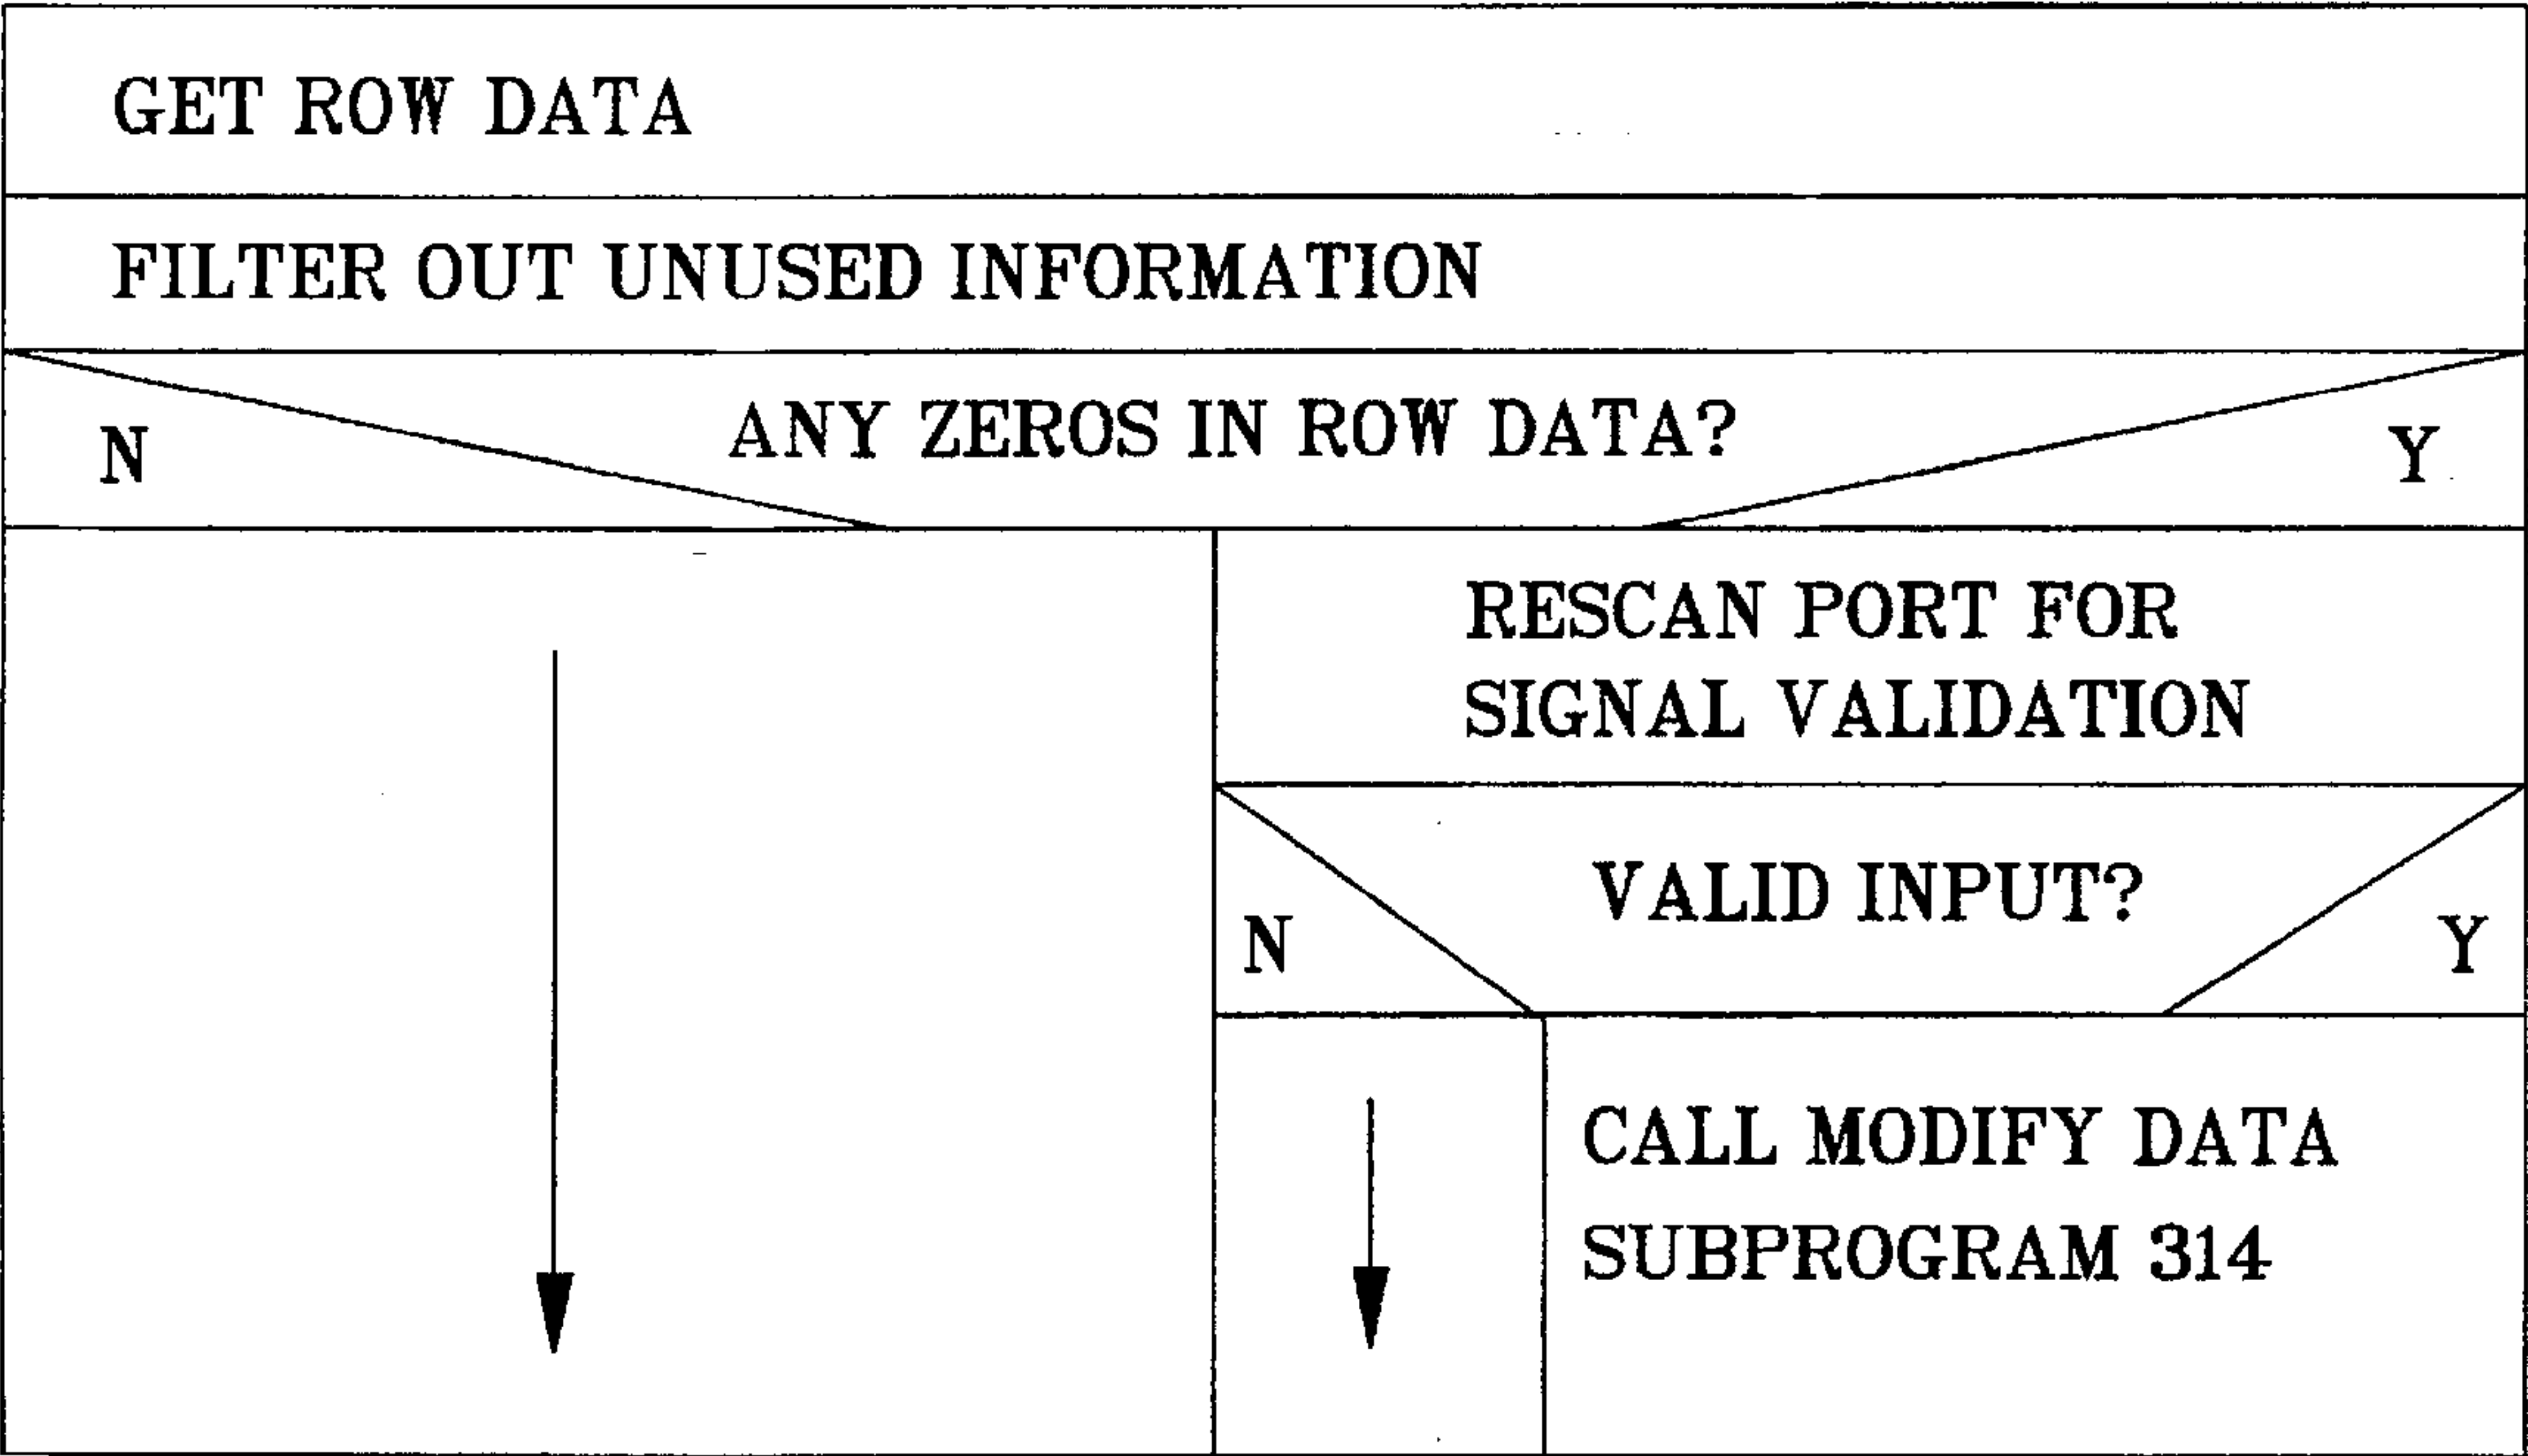 GET ROW DATA
FILTER OUT UNUSED INFORMATION
ANY ZEROS IN ROW DATA?
N
Y
RESCAN PORT FOR
SIGNAL VALIDATION
VALID INPUT?
N
Y
CALL MODIFY DATA
SUBPROGRAM 314